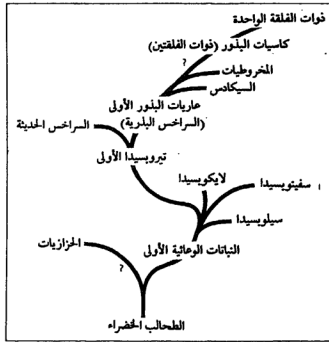 ذوات الفلقة الواحدة
كاسيات البذور (ذوات الفلقتين)
?
المخروطيات
السيكادس
عاريات البذور الأولى
(السراخس البذرية)
السراخس الحديثة
تيروبسيدا الأولى
لايكوبسيدا
سفينوبسيدا
سيلوبسيدا
الحزازيات
النباتات الوعائية الأولى
?
الطحالب الخضراء